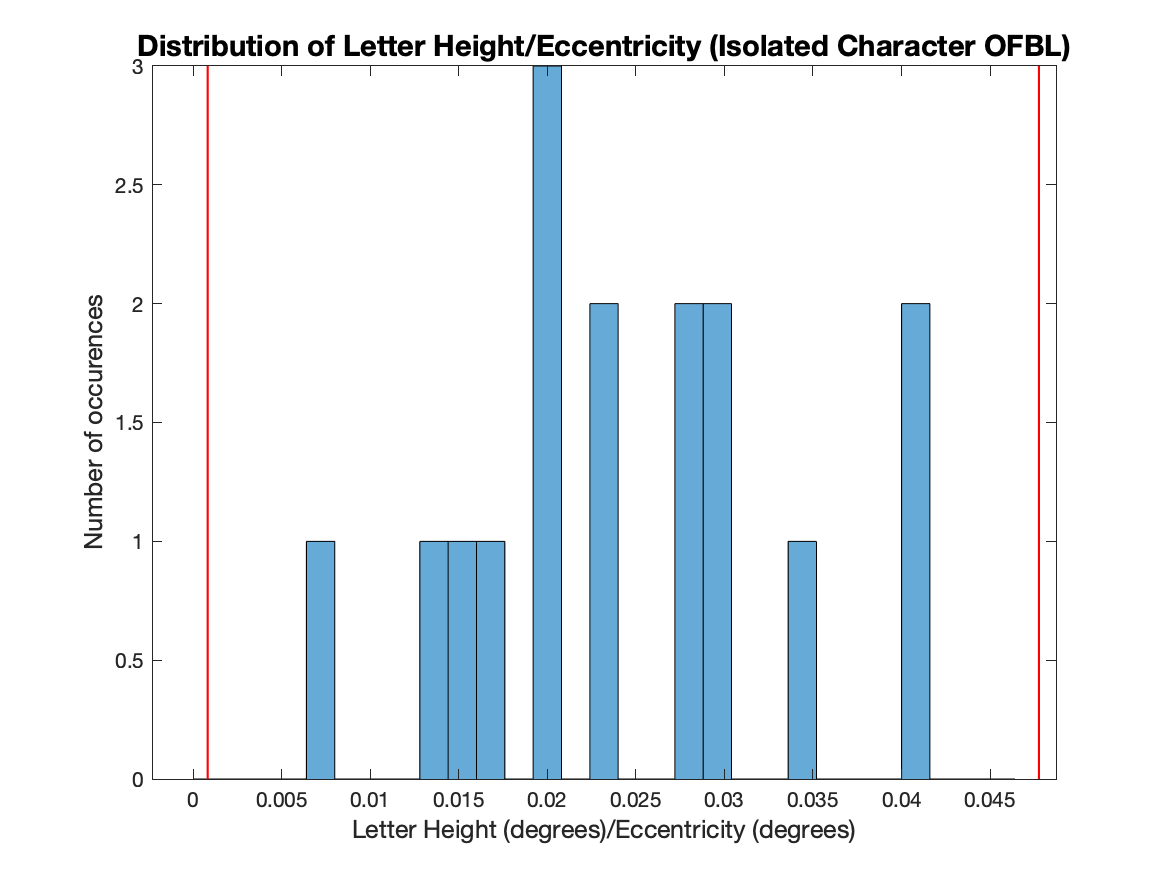 Distribution of Letter Height/Eccentricity (Isolated Character OFBL)
3
2.5
2
1.5
1
0.5
0
Number of occurences
0 0.005 0.01 0.015 0.02 0.025 0.03 0.035 0.04 0.045
Letter Height (degrees)/Eccentricity (degrees)